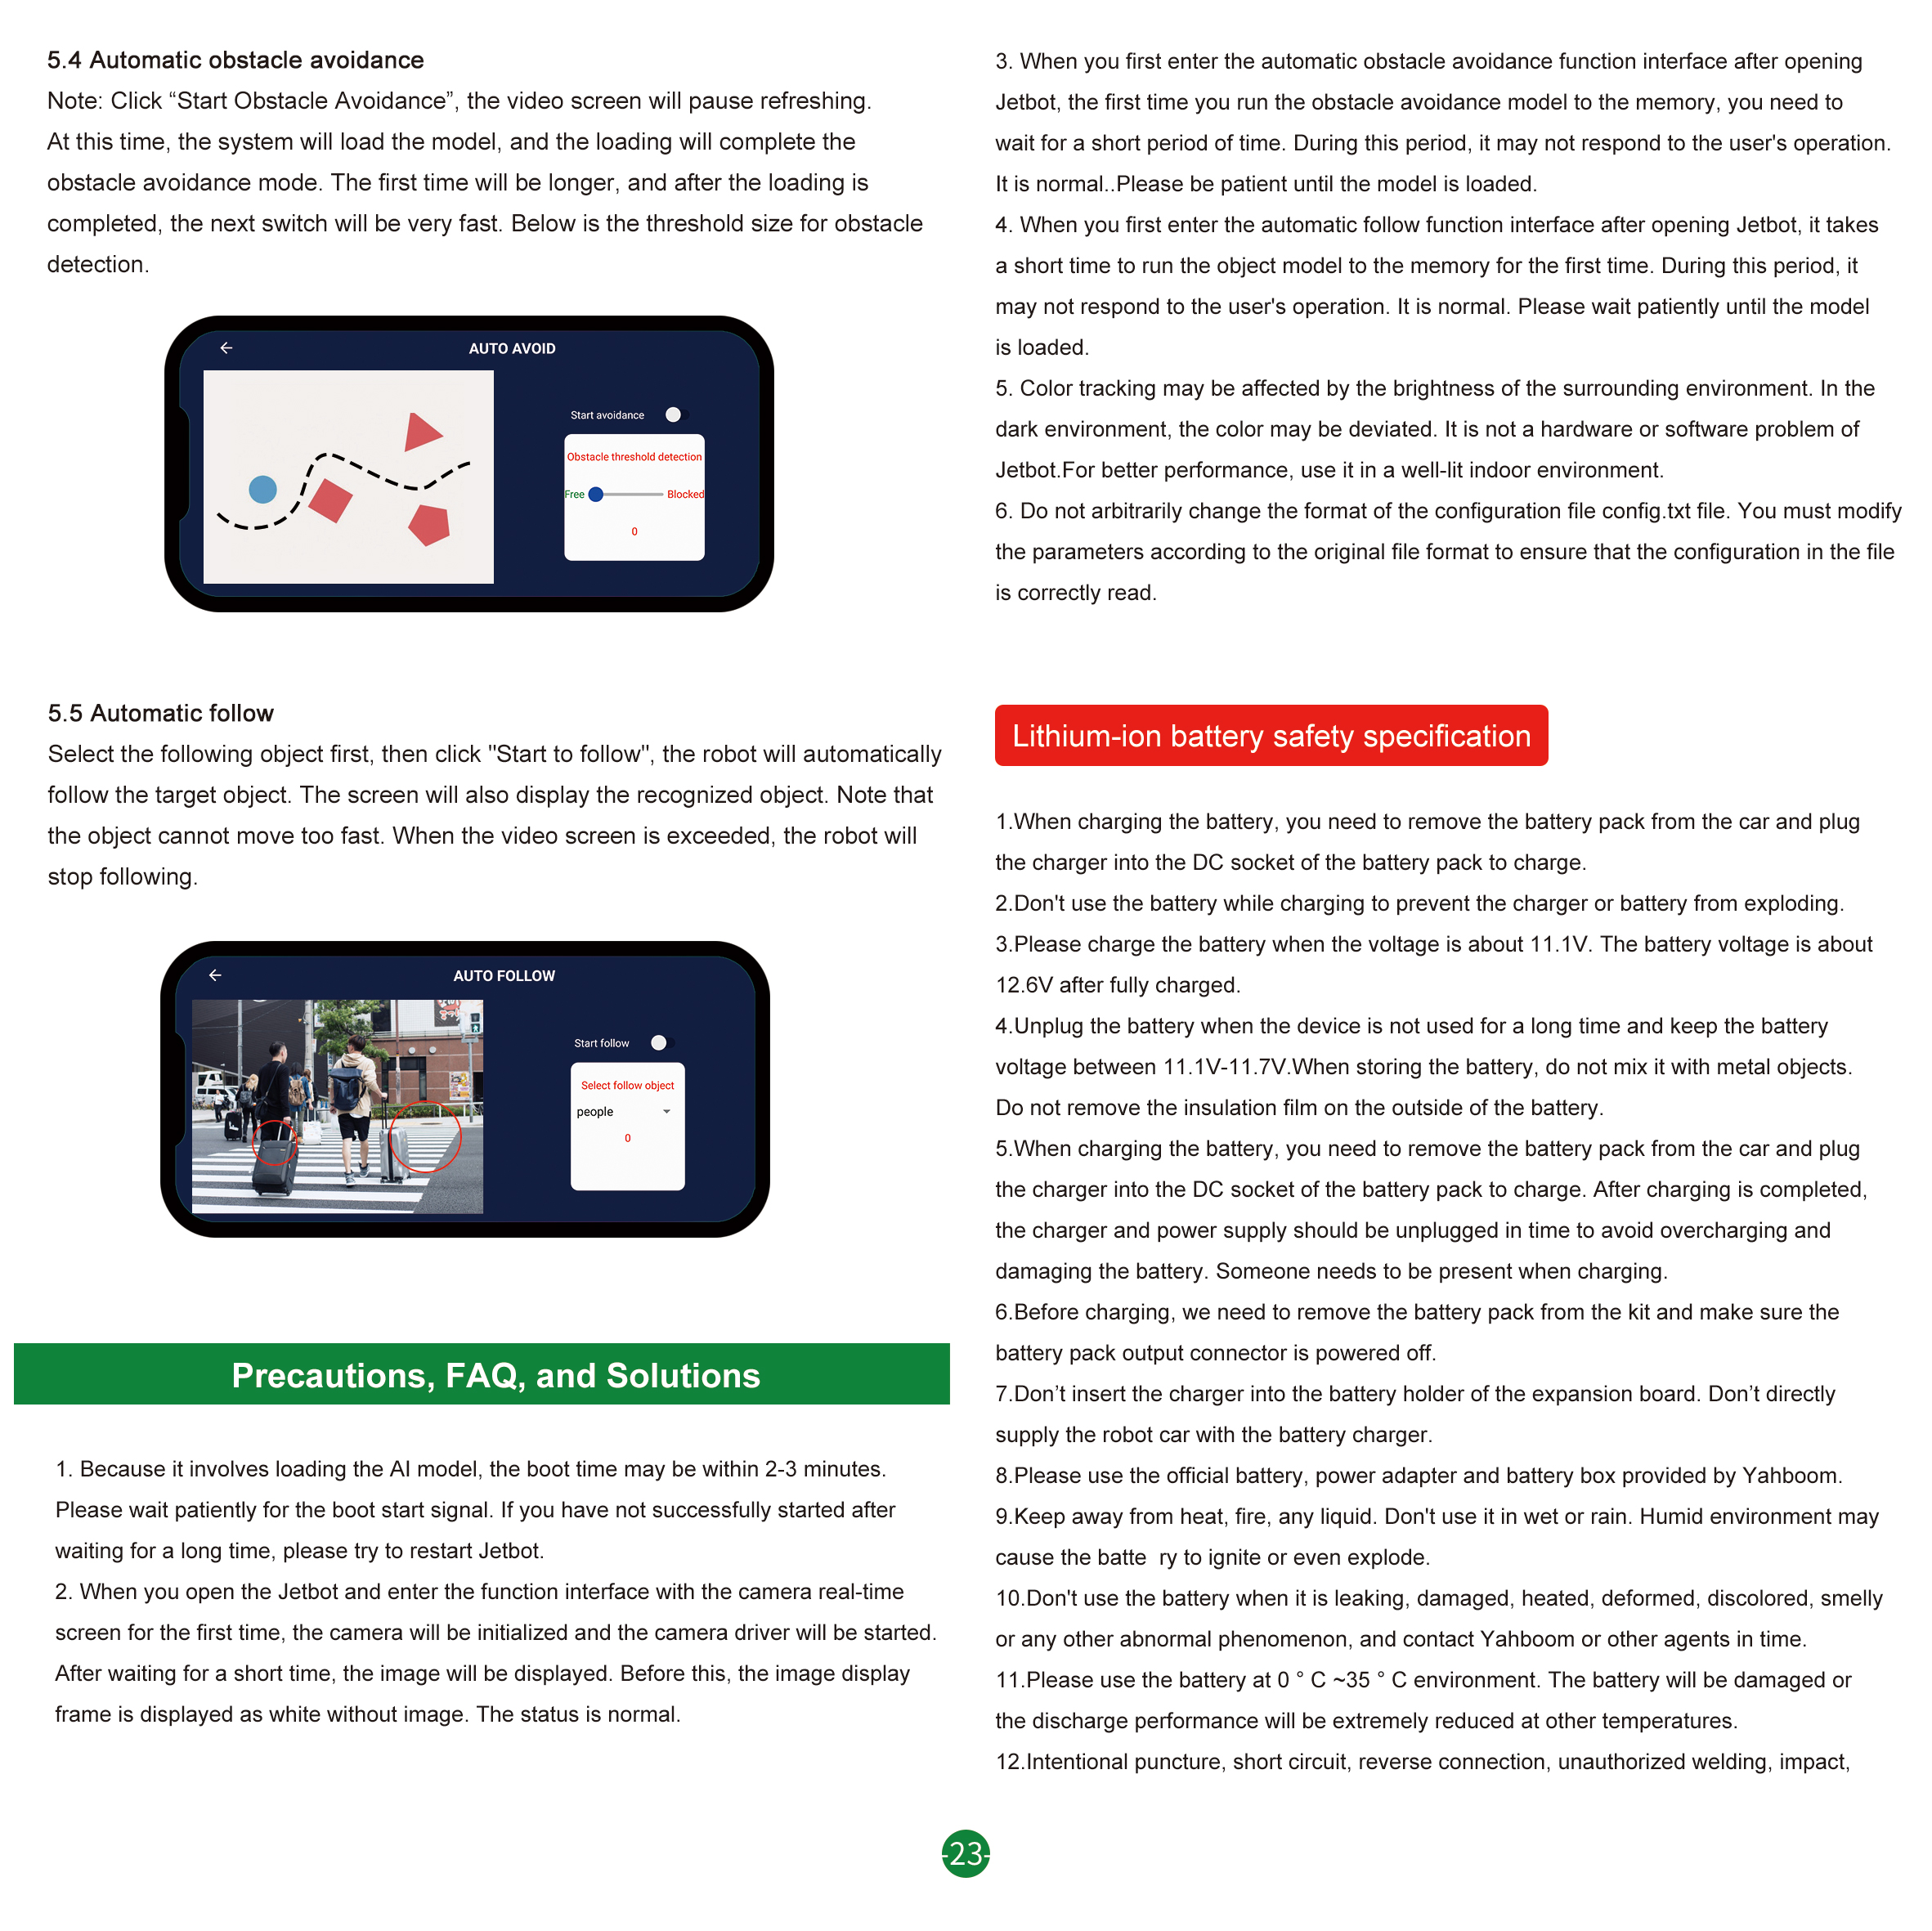 5.4 Automatic obstacle avoidance
Note: Click “Start Obstacle Avoidance”, the video screen will pause refreshing.
At this time, the system will load the model, and the loading will complete the
obstacle avoidance mode. The first time will be longer, and after the loading is
completed, the next switch will be very fast. Below is the threshold size for obstacle
detection.
AUTO AVOID
Start avoidance
Obstacle threshold detection
Free
Blocked
0
5.5 Automatic follow
Select the following object first, then click "Start to follow", the robot will automatically
follow the target object. The screen will also display the recognized object. Note that
the object cannot move too fast. When the video screen is exceeded, the robot will
stop following.
AUTO FOLLOW
Start follow
Select follow object
people
0
Precautions, FAQ, and Solutions
1. Because it involves loading the AI model, the boot time may be within 2-3 minutes.
Please wait patiently for the boot start signal. If you have not successfully started after
waiting for a long time, please try to restart Jetbot.
2. When you open the Jetbot and enter the function interface with the camera real-time
screen for the first time, the camera will be initialized and the camera driver will be started.
After waiting for a short time, the image will be displayed. Before this, the image display
frame is displayed as white without image. The status is normal.
3. When you first enter the automatic obstacle avoidance function interface after opening
Jetbot, the first time you run the obstacle avoidance model to the memory, you need to
wait for a short period of time. During this period, it may not respond to the user's operation.
It is normal..Please be patient until the model is loaded.
4. When you first enter the automatic follow function interface after opening Jetbot, it takes
a short time to run the object model to the memory for the first time. During this period, it
may not respond to the user's operation. It is normal. Please wait patiently until the model
is loaded.
5. Color tracking may be affected by the brightness of the surrounding environment. In the
dark environment, the color may be deviated. It is not a hardware or software problem of
Jetbot.For better performance, use it in a well-lit indoor environment.
6. Do not arbitrarily change the format of the configuration file config.txt file. You must modify
the parameters according to the original file format to ensure that the configuration in the file
is correctly read.
Lithium-ion battery safety specification
1.When charging the battery, you need to remove the battery pack from the car and plug
the charger into the DC socket of the battery pack to charge.
2.Don't use the battery while charging to prevent the charger or battery from exploding.
3.Please charge the battery when the voltage is about 11.1V. The battery voltage is about
12.6V after fully charged.
4.Unplug the battery when the device is not used for a long time and keep the battery
voltage between 11.1V-11.7V.When storing the battery, do not mix it with metal objects.
Do not remove the insulation film on the outside of the battery.
5.When charging the battery, you need to remove the battery pack from the car and plug
the charger into the DC socket of the battery pack to charge. After charging is completed,
the charger and power supply should be unplugged in time to avoid overcharging and
damaging the battery. Someone needs to be present when charging.
6.Before charging, we need to remove the battery pack from the kit and make sure the
battery pack output connector is powered off.
7.Don’t insert the charger into the battery holder of the expansion board. Don’t directly
supply the robot car with the battery charger.
8.Please use the official battery, power adapter and battery box provided by Yahboom.
9.Keep away from heat, fire, any liquid. Don't use it in wet or rain. Humid environment may
cause the batte  ry to ignite or even explode.
10.Don't use the battery when it is leaking, damaged, heated, deformed, discolored, smelly
or any other abnormal phenomenon, and contact Yahboom or other agents in time.
11.Please use the battery at 0 ° C ~35 ° C environment. The battery will be damaged or
the discharge performance will be extremely reduced at other temperatures.
12.Intentional puncture, short circuit, reverse connection, unauthorized welding, impact,
-23-